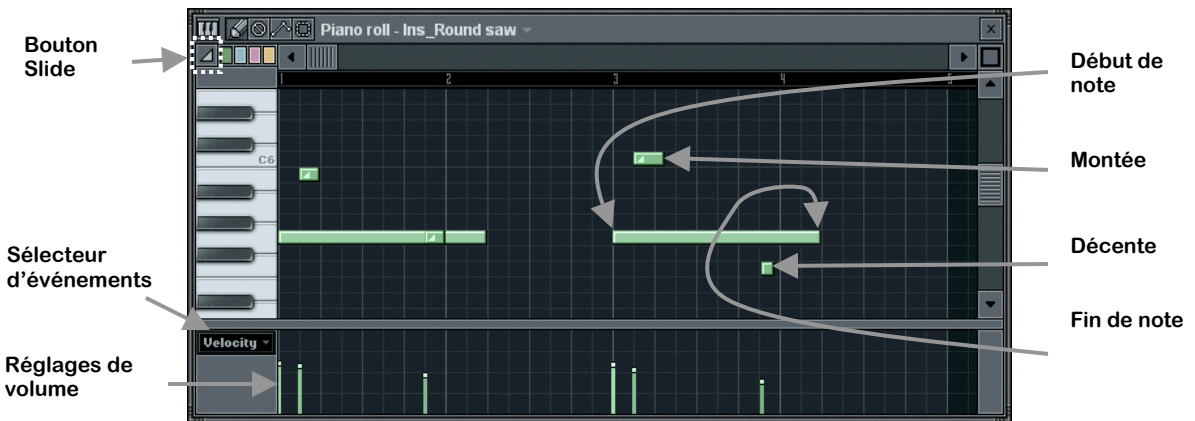 Piano roll - Ins_Round saw
Bouton
Slide
1 2 3 4 5
Début de
note
C6
Montée
Sélecteur
d'événements
Décente
Velocity
Fin de note
Réglages de
volume